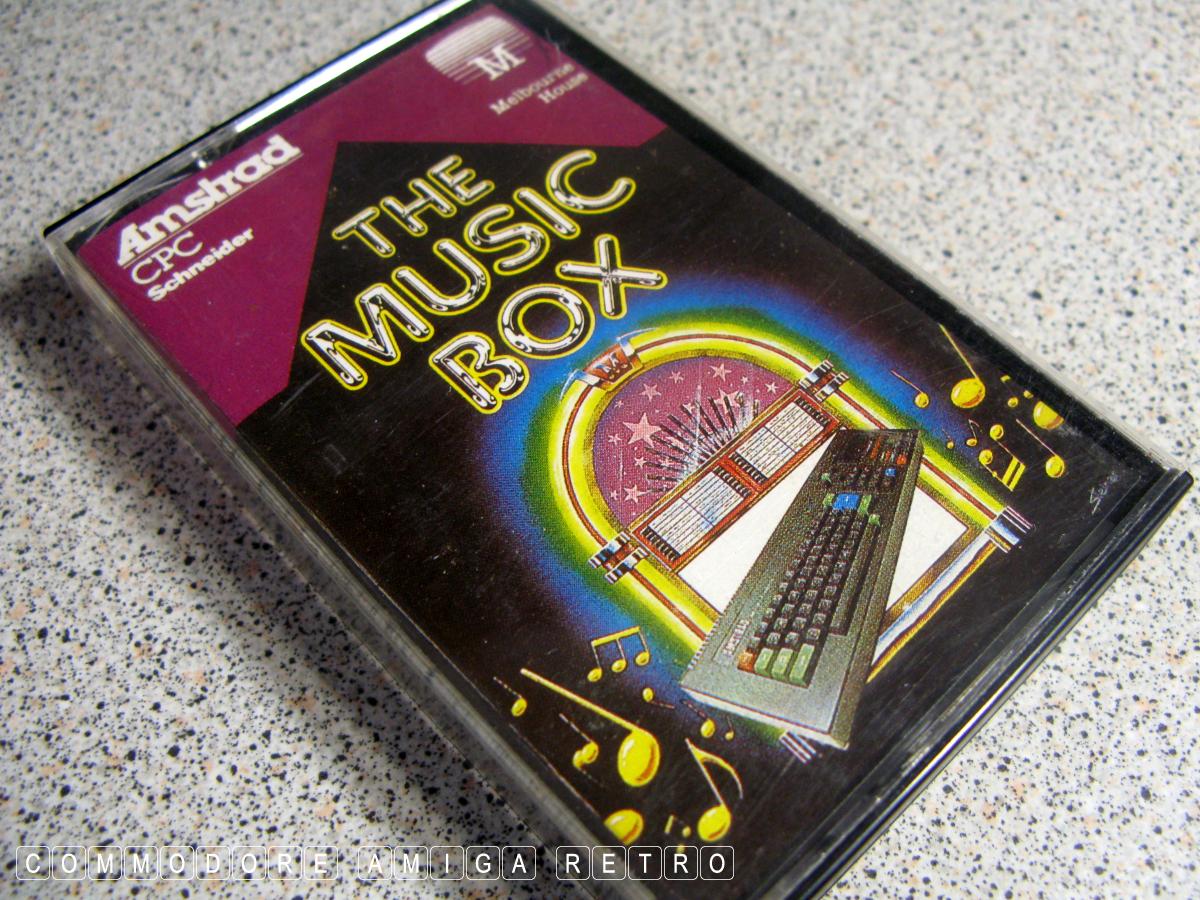 M
Melbourne
House
Amstrad
CPC
Schneider
THE
MUSIC
BOX
M
COMMODORE AMIGA RETRO